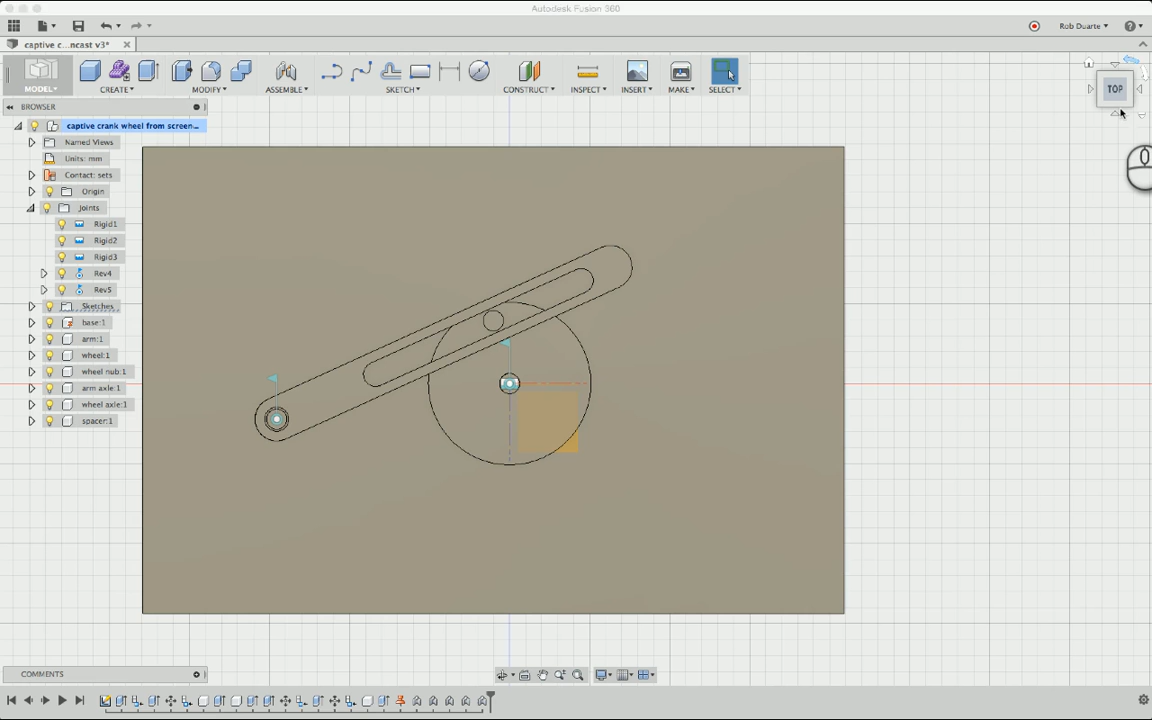 Autodesk Fusion 360
Rob Duarte
captive c...ncast v3*
MODEL
CREATE
MODIFY
ASSEMBLE
SKETCH
CONSTRUCT
INSPECT
INSERT
MAKE
SELECT
TOP
BROWSER
captive crank wheel from screen...
Named Views
Units: mm
Contact: sets
Origin
Joints
Rigid1
Rigid2
Rigid3
Rev4
Rev5
Sketches
base:1
arm:1
wheel:1
wheel nub:1
arm axle:1
wheel axle:1
spacer:1
COMMENTS